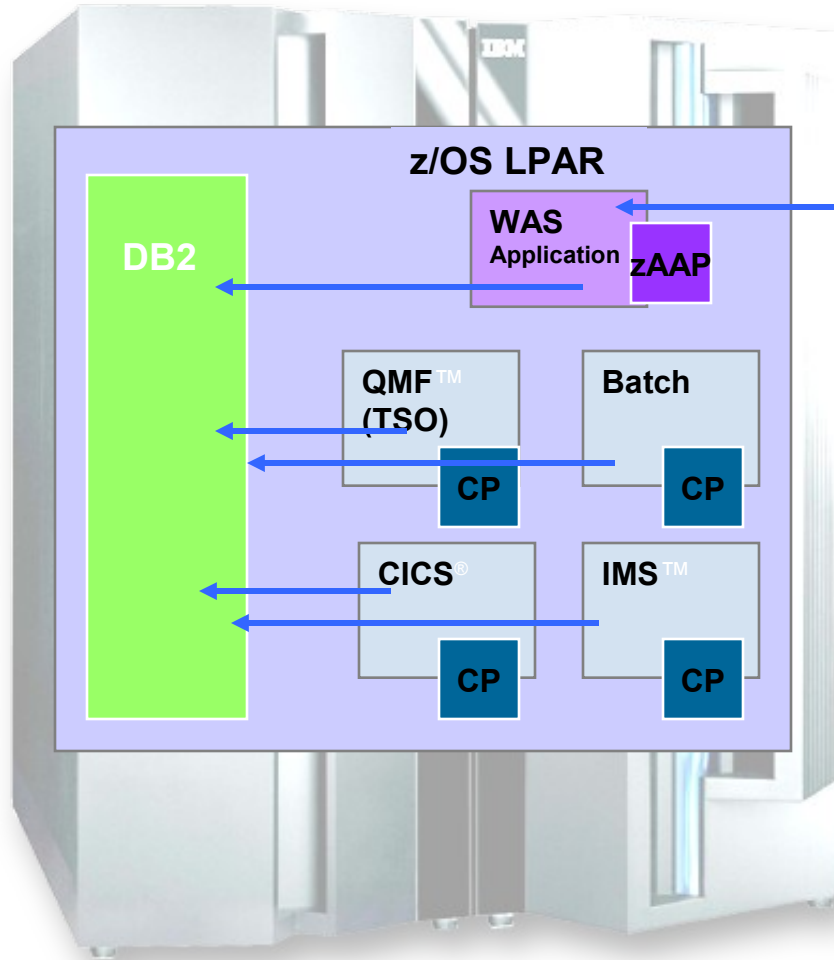 IBM
z/OS LPAR
DB2
WAS
Application
zAAP
QMF™
(TSO)
CP
Batch
CP
CICS®
CP
IMS™
CP